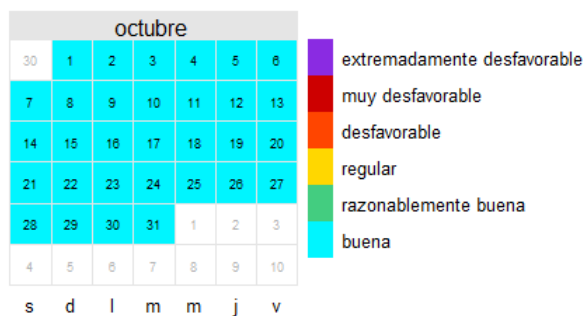 octubre
30 1 2 3 4 5 6
7 8 9 10 11 12 13
14 15 16 17 18 19 20
21 22 23 24 25 26 27
28 29 30 31 1 2 3
4 5 6 7 8 9 10
s d l m m j v
extremadamente desfavorable
muy desfavorable
desfavorable
regular
razonablemente buena
buena